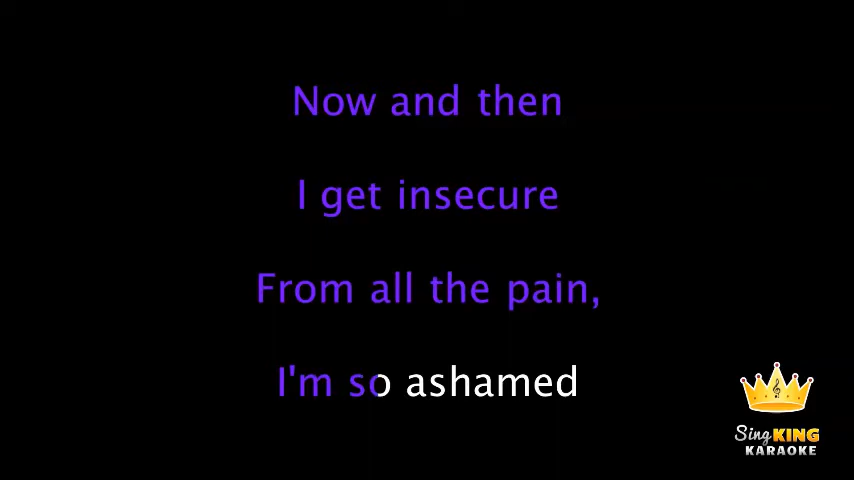 Now and then
I get insecure
From all the pain,
I'm so ashamed
Sing KING
KARAOKE